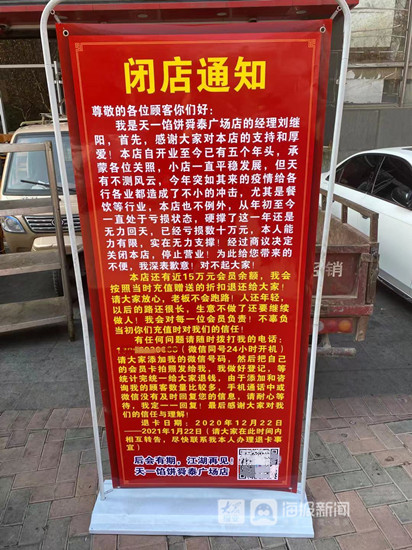 闭店通知
尊敬的各位顾客你们好：
我是天一馅饼舜泰广场店的经理刘继
阳，首先，感谢大家对本店的支持和厚
爱！本店自开业至今已有五个年头，承
蒙各位关照，小店一直平稳发展，但天
有不测风云，今年突如其来的疫情给各
行各业都造成了不小的冲击，尤其是餐
饮等行业，本店也不例外，从年初至今
一直处于亏损状态，硬撑了这一年还是
无力回天，已经亏损数十万元，本人能
力有限，实在无力支撑！经过商议决定
关闭本店，停止营业！为此给您带来的
不便，我深表歉意！对不起大家！
本店还有近15万元会员余额，我会
按照当时充值赠送的折扣退还给大家！
请大家放心，老板不会跑路！人还年轻，
以后的路还很长，生意不做了还要继续
做人！我会对每一位会员负责！不辜负
当初你们充值时对我们的信任！
有任何问题请随时拨打我的电话：
（微信同号24小时开机）
请大家添加我的微信号码，然后把自己
的会员卡拍照发给我，我做好登记，等
统计完统一给大家退钱，由于添加和咨
询我的顾客数量比较多，手机通话中或
微信没有及时回复您的信息，请耐心等
待，我定一一回复！最后感谢大家对我
们的信任与理解！
退卡日期：2020年12月22日
——2021年1月22日（请大家在此时间内
相互转告，尽快联系我本人办理退卡事
宜）
后会有期，江湖再见！
天一馅饼舜泰广场店
销
海报新闻